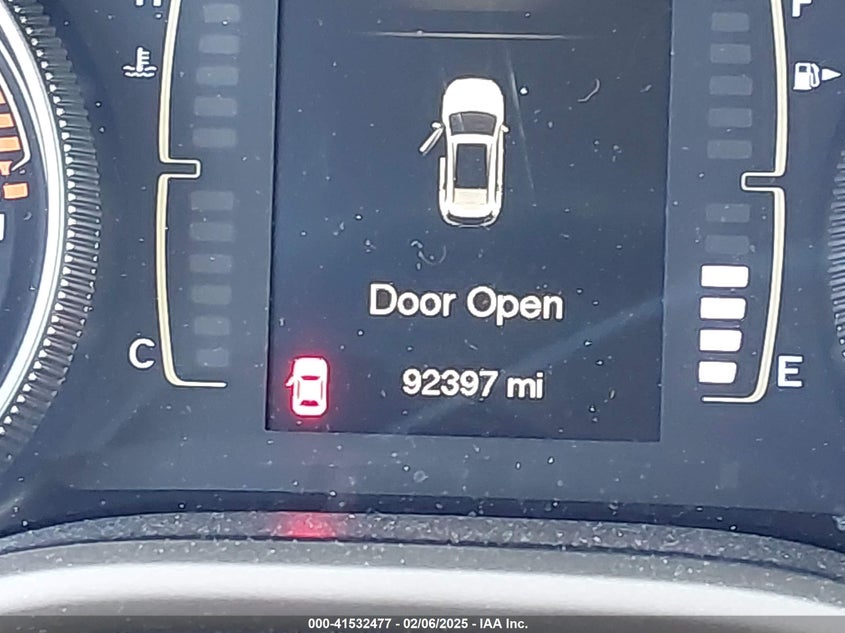 Door Open
92397 mi
C
E
000-41532477 - 02/06/2025 - IAA Inc.